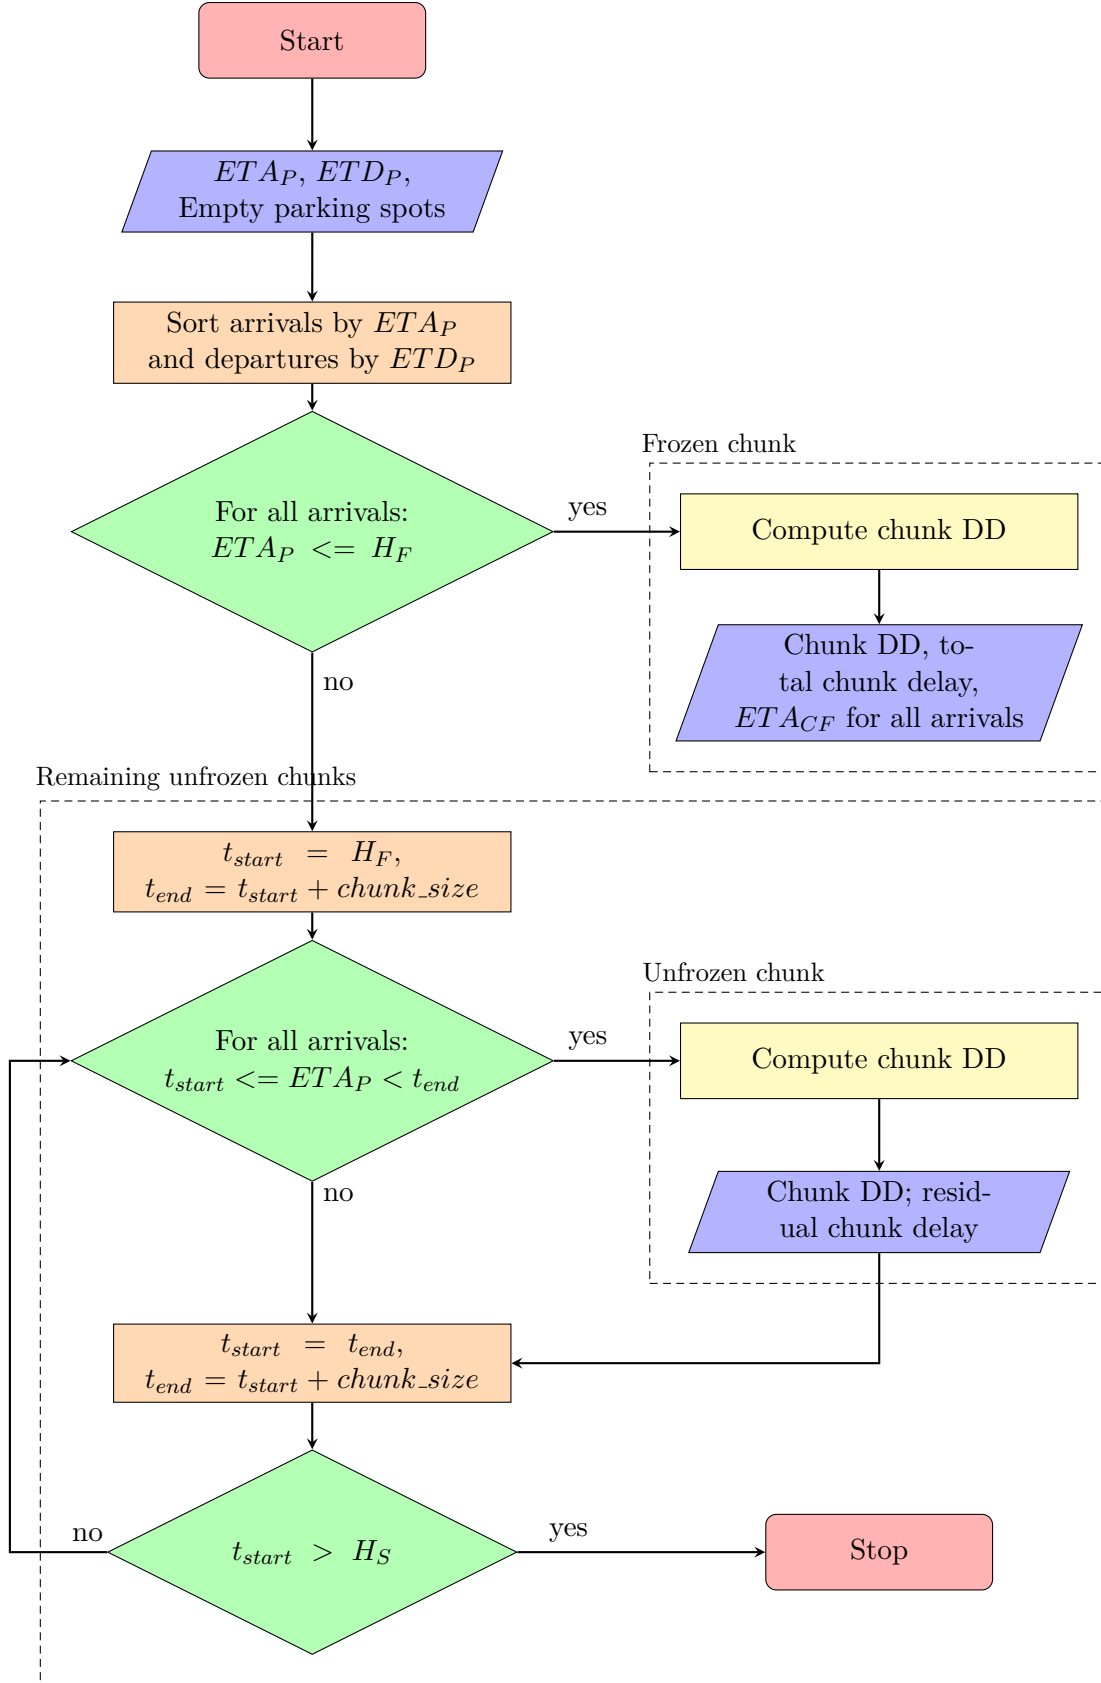 Start
ETA_P, ETD_P,
Empty parking spots
Sort arrivals by ETA_P
and departures by ETD_P
For all arrivals:
ETA_P <= H_F
yes
no
Frozen chunk
Compute chunk DD
Chunk DD, to-
tal chunk delay,
ETA_CF for all arrivals
Remaining unfrozen chunks
t_start = H_F,
t_end = t_start + chunk_size
For all arrivals:
t_start <= ETA_P < t_end
yes
no
Unfrozen chunk
Compute chunk DD
Chunk DD; resid-
ual chunk delay
t_start = t_end,
t_end = t_start + chunk_size
t_start > H_S
no
yes
Stop